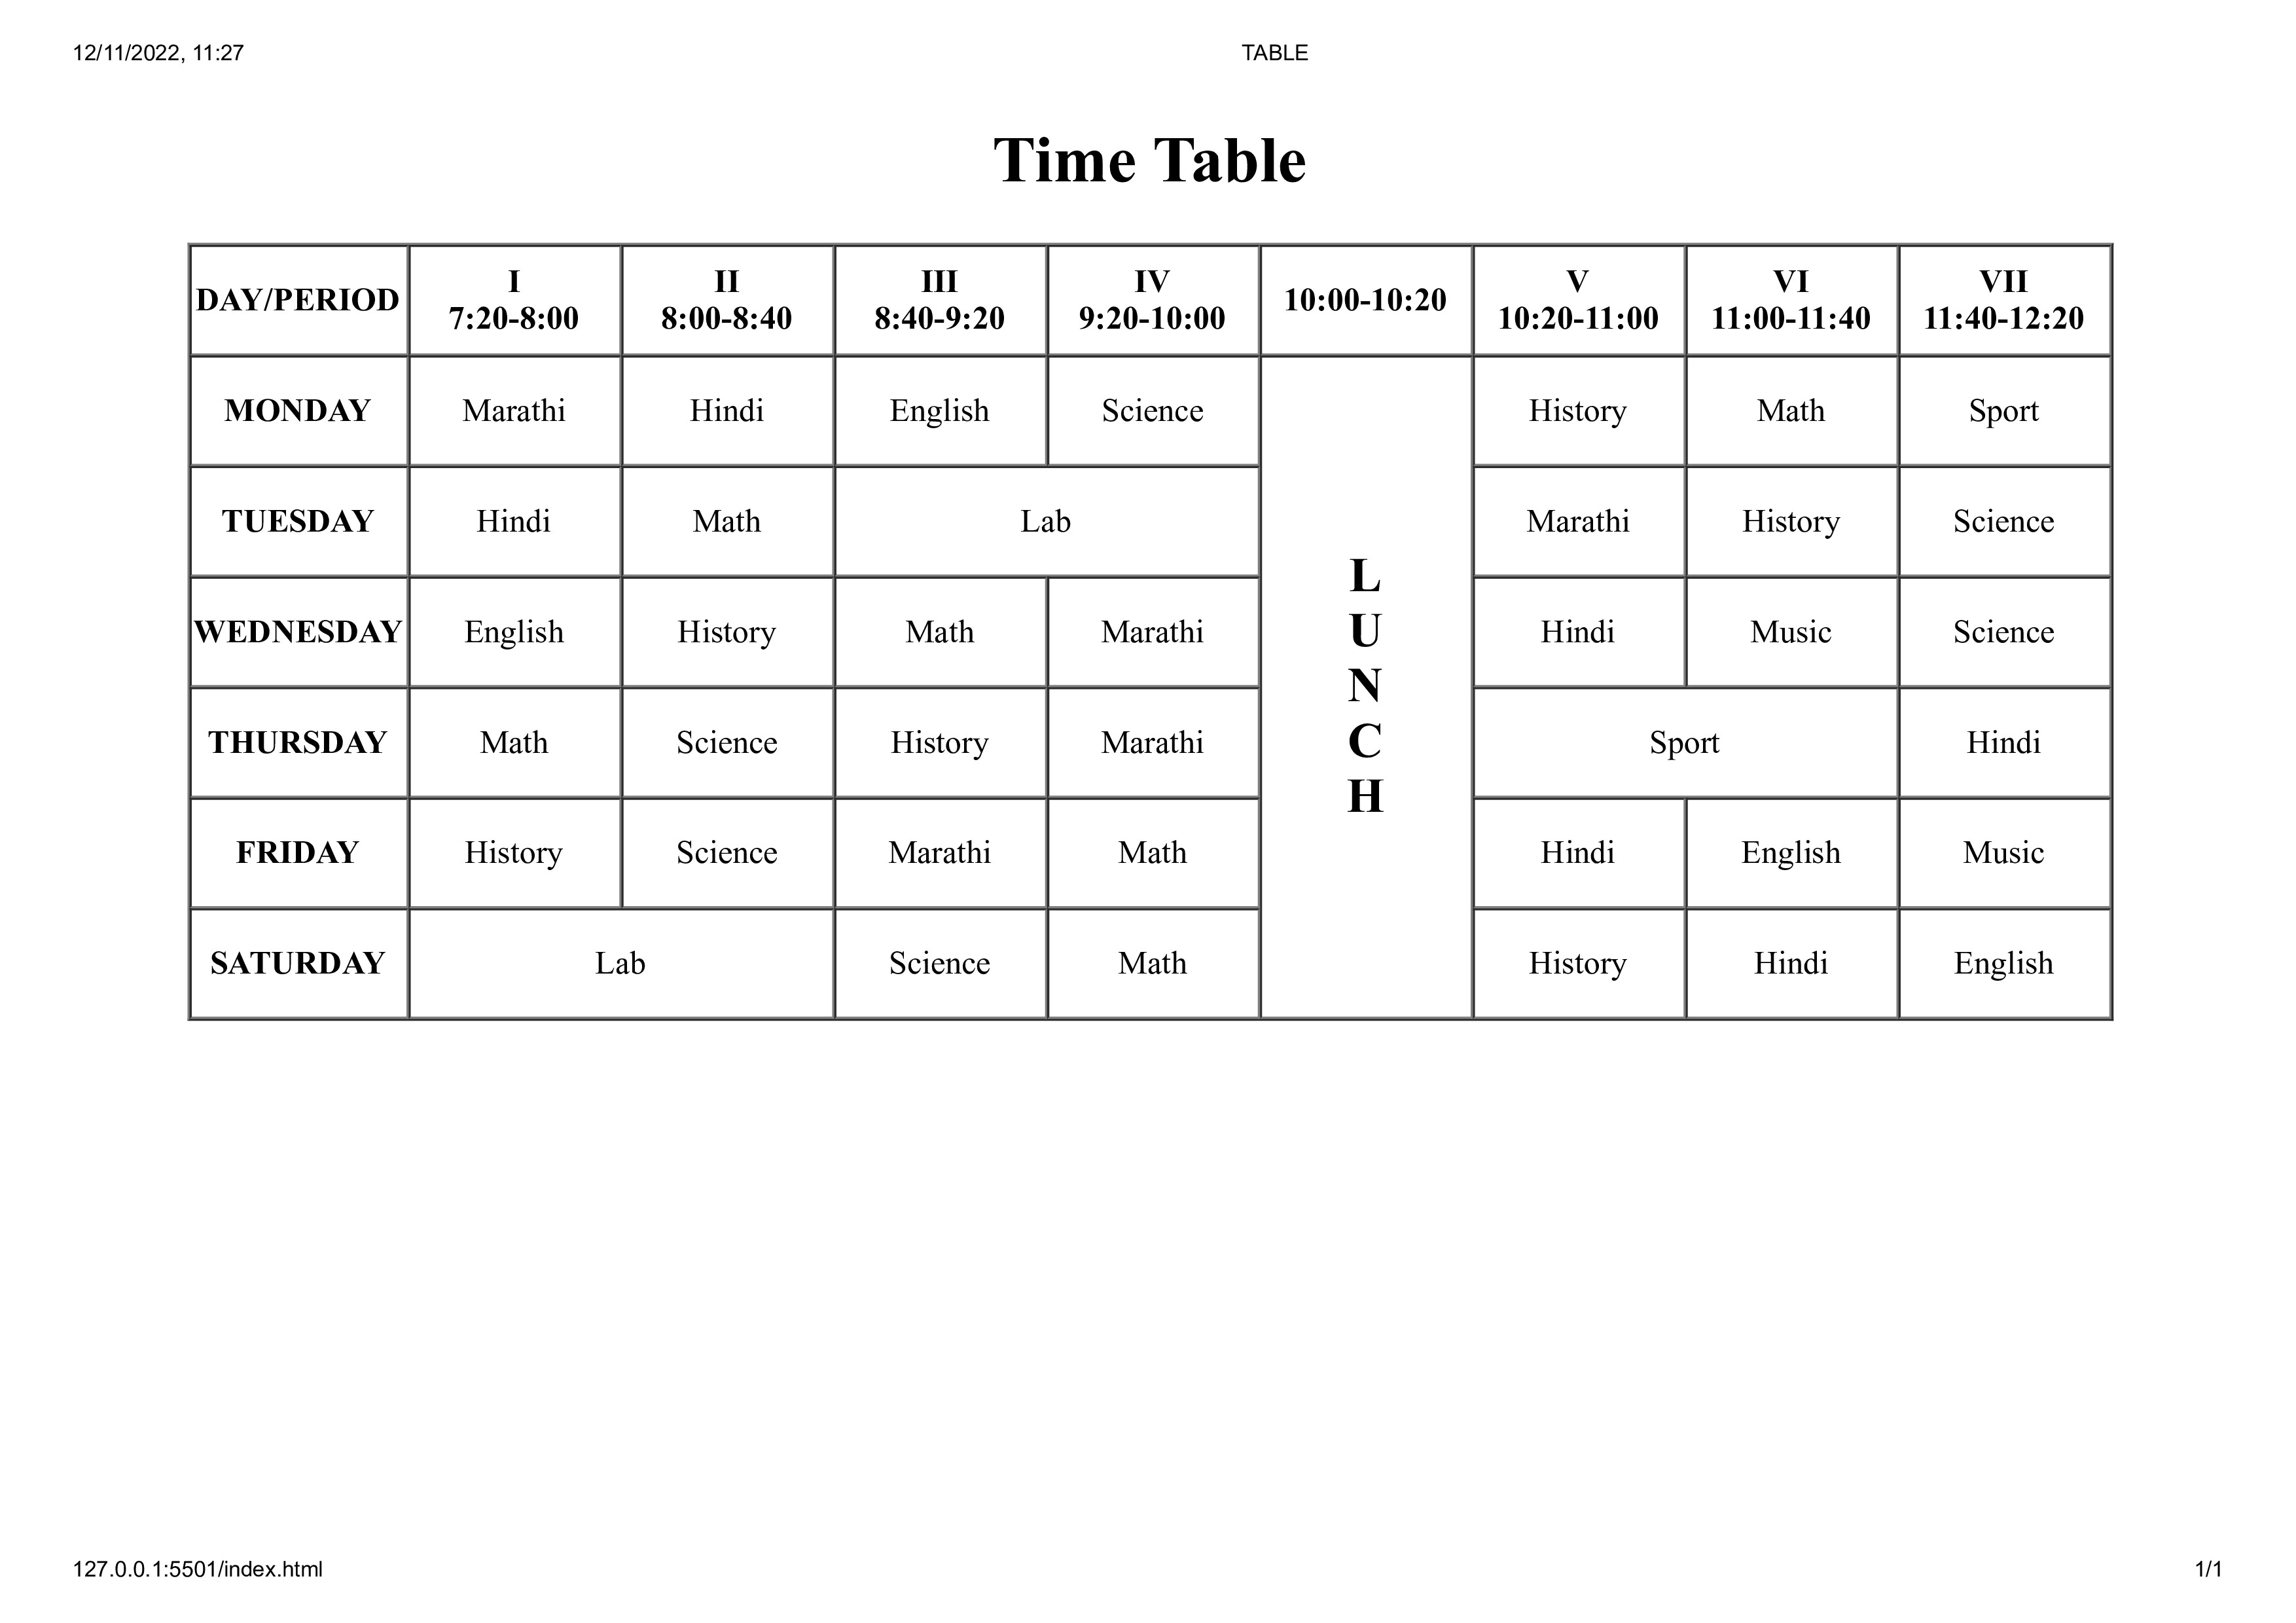 12/11/2022, 11:27 TABLE
Time Table
DAY/PERIOD I 7:20-8:00 II 8:00-8:40 III 8:40-9:20 IV 9:20-10:00 10:00-10:20 V 10:20-11:00 VI 11:00-11:40 VII 11:40-12:20
MONDAY Marathi Hindi English Science LUNCH History Math Sport
TUESDAY Hindi Math Lab Marathi History Science
WEDNESDAY English History Math Marathi Hindi Music Science
THURSDAY Math Science History Marathi Sport Hindi
FRIDAY History Science Marathi Math Hindi English Music
SATURDAY Lab Science Math History Hindi English
127.0.0.1:5501/index.html 1/1